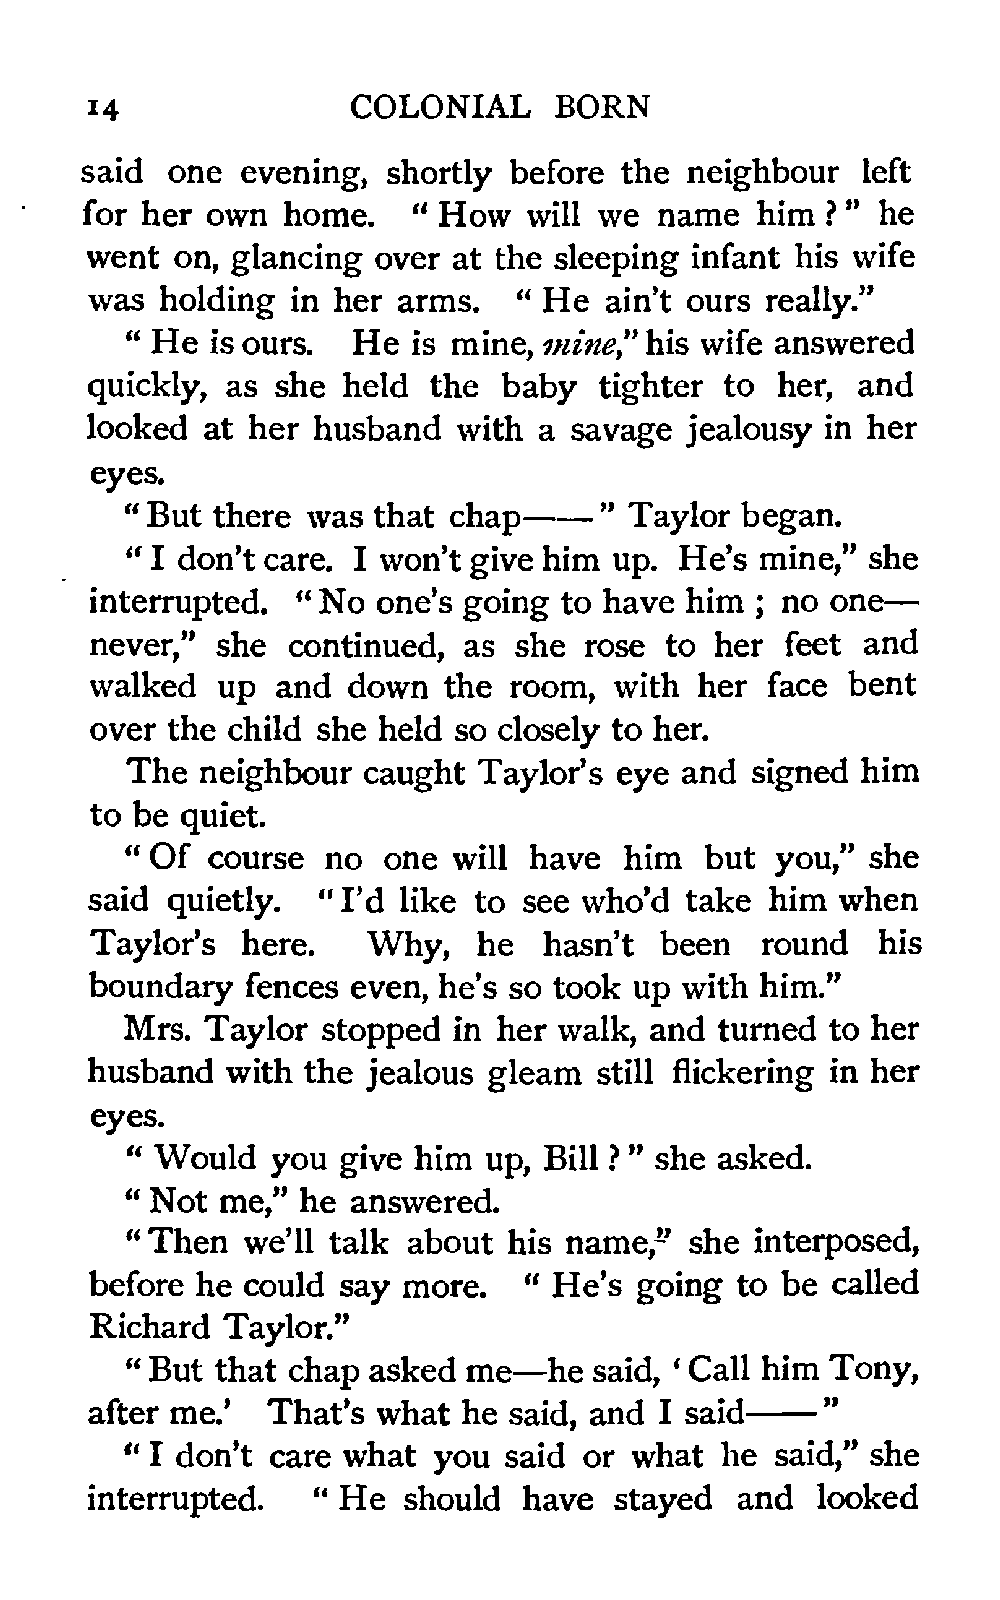 14 COLONIAL BORN
said one evening, shortly before the neighbour left
for her own home. “ How will we name him ? ” he
went on, glancing over at the sleeping infant his wife
was holding in her arms. “ He ain’t ours really.”
“ He is ours. He is mine, mine,” his wife answered
quickly, as she held the baby tighter to her, and
looked at her husband with a savage jealousy in her
eyes.
“ But there was that chap—— ” Taylor began.
“ I don’t care. I won’t give him up. He’s mine,” she
interrupted. “ No one’s going to have him ; no one—
never,” she continued, as she rose to her feet and
walked up and down the room, with her face bent
over the child she held so closely to her.
The neighbour caught Taylor’s eye and signed him
to be quiet.
“ Of course no one will have him but you,” she
said quietly. “ I’d like to see who’d take him when
Taylor’s here. Why, he hasn’t been round his
boundary fences even, he’s so took up with him.”
Mrs. Taylor stopped in her walk, and turned to her
husband with the jealous gleam still flickering in her
eyes.
“ Would you give him up, Bill ? ” she asked.
“ Not me,” he answered.
“ Then we’ll talk about his name,” she interposed,
before he could say more. “ He’s going to be called
Richard Taylor.”
“ But that chap asked me—he said, ‘ Call him Tony,
after me.’ That’s what he said, and I said—— ”
“ I don’t care what you said or what he said,” she
interrupted. “ He should have stayed and looked